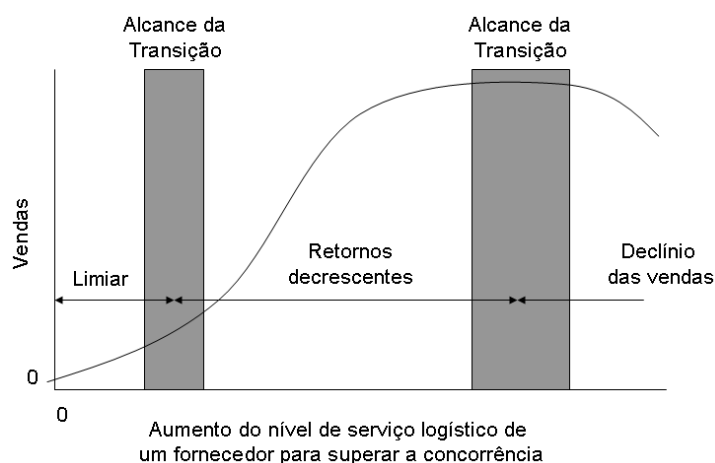 Alcance da
Transição
Alcance da
Transição
Vendas
Limiar
Retornos
decrescentes
Declínio
das vendas
0
0
Aumento do nível de serviço logístico de
um fornecedor para superar a concorrência